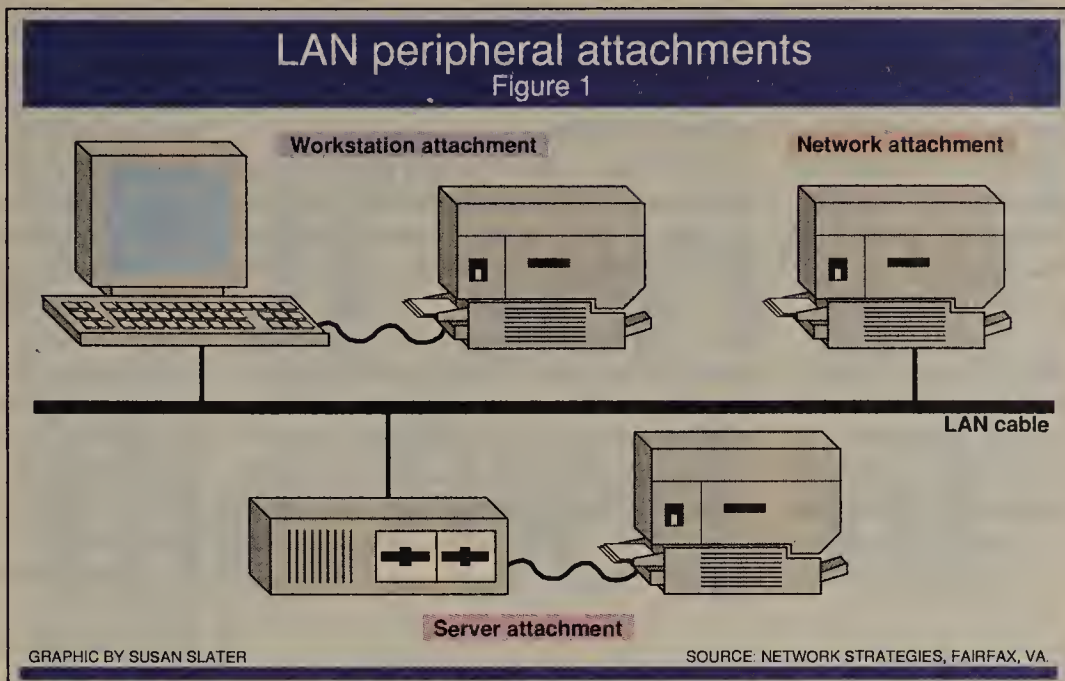 LAN peripheral attachments
Figure 1
Workstation attachment
Network attachment
LAN cable
Server attachment
GRAPHIC BY SUSAN SLATER
SOURCE: NETWORK STRATEGIES, FAIRFAX, VA.